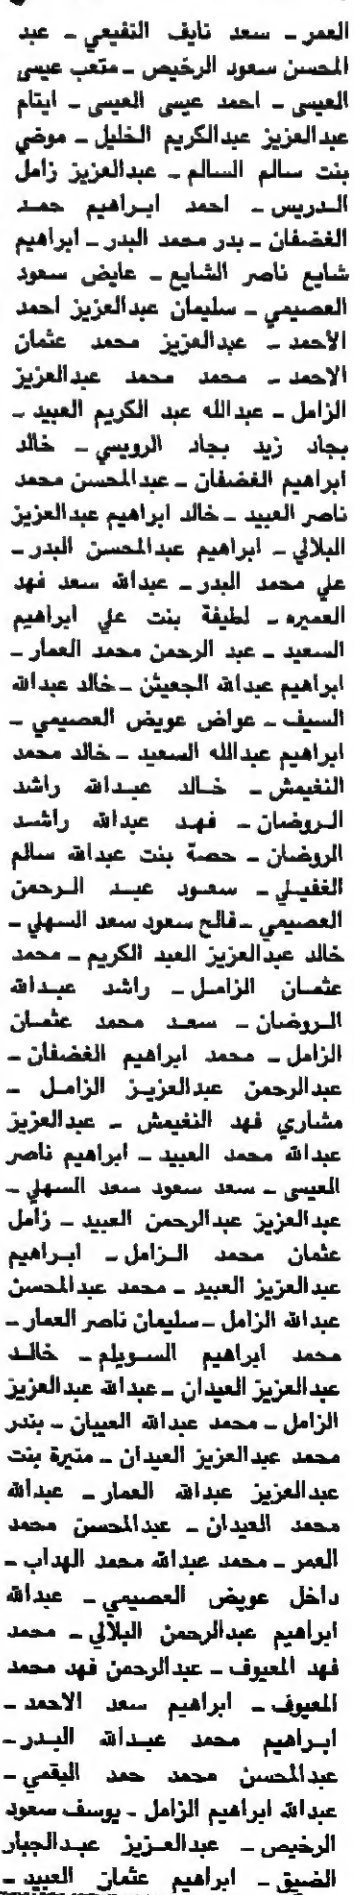 العمر ـ سعد نايف النفيعي ـ عبد
المحسن سعود الرخيص ـ متعب عيسى
العيسى ـ احمد عيسى العيسى ـ ايتام
عبدالعزيز عبدالكريم الخليل ـ موضي
بنت سالم السالم ـ عبدالعزيز زامل
الدريس ـ احمد ابراهيم حمد
الغضفان ـ بدر محمد البدر ـ ابراهيم
شايع ناصر الشايع ـ عايض سعود
العصيمي ـ سليمان عبدالعزيز احمد
الأحمد ـ عبدالعزيز محمد عثمان
الاحمد ـ محمد محمد عبدالعزيز
الزامل ـ عبدالله عبد الكريم العبيد ـ
بجاد زيد بجاد الرويسي ـ خالد
ابراهيم الغضفان ـ عبدالمحسن محمد
ناصر العبيد ـ خالد ابراهيم عبدالعزيز
البلالي ـ ابراهيم عبدالمحسن البدر ـ
علي محمد البدر ـ عبدالله سعد فهد
العميره ـ لطيفة بنت علي ابراهيم
السعيد ـ عبد الرحمن محمد العمار ـ
ابراهيم عبدالله الجعيثن ـ خالد عبدالله
السيف ـ عواض عويض العصيمي ـ
ابراهيم عبدالله السعيد ـ خالد محمد
النغيمش ـ خالد عبدالله راشد
الروضان ـ فهد عبدالله راشد
الروضان ـ حصة بنت عبدالله سالم
الغفيلي ـ سعود عبد الرحمن
العصيمي ـ فالح سعود سعد السهلي ـ
خالد عبدالعزيز العبد الكريم ـ محمد
عثمان الزامل ـ راشد عبدالله
الروضان ـ سعد محمد عثمان
الزامل ـ محمد ابراهيم الغضفان ـ
عبدالرحمن عبدالعزيز الزامل ـ
مشاري فهد النغيمش ـ عبدالعزيز
عبدالله محمد العبيد ـ ابراهيم ناصر
العيسى ـ سعد سعود سعد السهلي ـ
عبدالعزيز عبدالرحمن العبيد ـ زامل
عثمان محمد الزامل ـ ابراهيم
عبدالعزيز العبيد ـ محمد عبدالمحسن
عبدالله الزامل ـ سليمان ناصر العمار ـ
محمد ابراهيم السويلم ـ خالد
عبدالعزيز العيدان ـ عبدالله عبدالعزيز
الزامل ـ محمد عبدالله العيبان ـ بندر
محمد عبدالعزيز العيدان ـ منيرة بنت
عبدالعزيز عبدالله العمار ـ عبدالله
محمد العيدان ـ عبدالمحسن محمد
العمر ـ محمد عبدالله محمد الهداب ـ
داخل عويض العصيمي ـ عبدالله
ابراهيم عبدالرحمن البلالي ـ محمد
فهد المعيوف ـ عبدالرحمن فهد محمد
المعيوف ـ ابراهيم سعد الاحمد ـ
ابراهيم محمد عبدالله البدر ـ
عبدالمحسن محمد حمد اليقمي ـ
عبدالله ابراهيم الزامل ـ يوسف سعود
الرخيص ـ عبدالعزيز عبدالجبار
الضيق ـ ابراهيم عثمان العبيد ـ